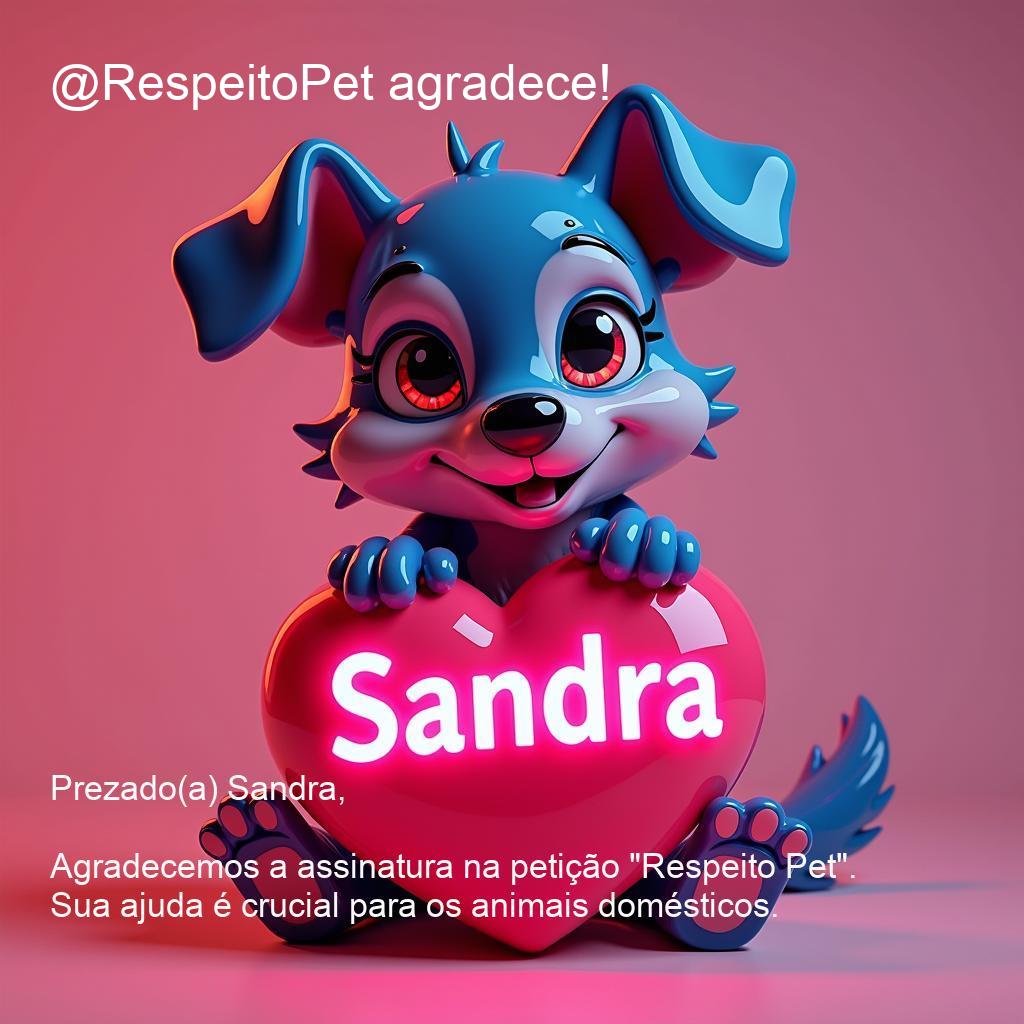 @RespeitoPet agradece!
Sandra
Prezado(a) Sandra,
Agradecemos a assinatura na petição "Respeito Pet".
Sua ajuda é crucial para os animais domésticos.